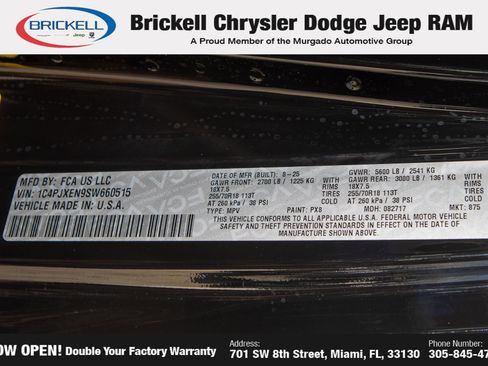 BRICKELL
Jeep
Brickell Chrysler Dodge Jeep RAM
A Proud Member of the Murgado Automotive Group
MFD BY: FCA US LLC
VIN: 1C4PJXEN9SW660515
VEHICLE MADE IN: U.S.A.
DATE OF MFR (BUILT): 8-25
GAWR FRONT: 2700 LB / 1225 KG WITH
18X7.5 RIMS
255/70R18 113T TIRES
AT 260 kPa / 38 PSI COLD
GVWR: 5600 LB / 2541 KG
GAWR REAR: 3000 LB / 1361 KG WITH
18X7.5 RIMS
255/70R18 113T TIRES
AT 260 kPa / 38 PSI COLD
TYPE: MPV PAINT: PX8 MDH: 082717 MKT: 875
THIS VEHICLE CONFORMS TO ALL APPLICABLE U.S.A. FEDERAL MOTOR VEHICLE
SAFETY AND THEFT PREVENTION STANDARDS IN EFFECT ON THE DATE OF
MANUFACTURE SHOWN ABOVE.
OW OPEN! Double Your Factory Warranty
Address:
701 SW 8th Street, Miami, FL, 33130
Phone Number:
305-845-47